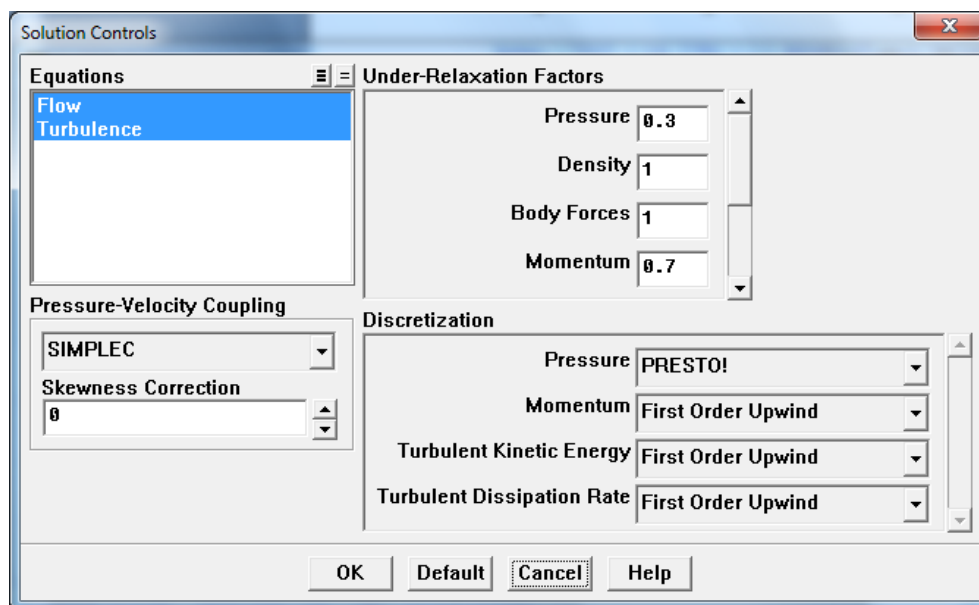 Solution Controls
Equations
Flow
Turbulence
Under-Relaxation Factors
Pressure 0.3
Density 1
Body Forces 1
Momentum 0.7
Pressure-Velocity Coupling
SIMPLEC
Skewness Correction
0
Discretization
Pressure PRESTO!
Momentum First Order Upwind
Turbulent Kinetic Energy First Order Upwind
Turbulent Dissipation Rate First Order Upwind
OK Default Cancel Help